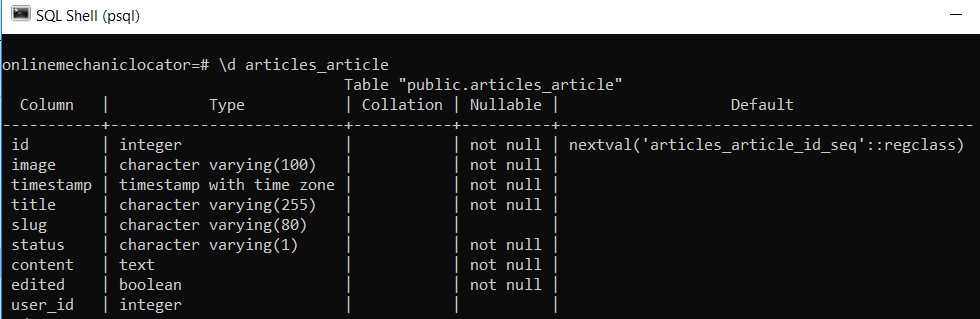 SQL Shell (psql)
onlinemechaniclocator=# \d articles_article
                                  Table "public.articles_article"
  Column   |           Type           | Collation | Nullable |                   Default
-----------+--------------------------+-----------+----------+----------------------------------------------
 id        | integer                  |           | not null | nextval('articles_article_id_seq'::regclass)
 image     | character varying(100)   |           | not null |
 timestamp | timestamp with time zone |           | not null |
 title     | character varying(255)   |           | not null |
 slug      | character varying(80)    |           |          |
 status    | character varying(1)     |           | not null |
 content   | text                     |           | not null |
 edited    | boolean                  |           | not null |
 user_id   | integer                  |           |          |